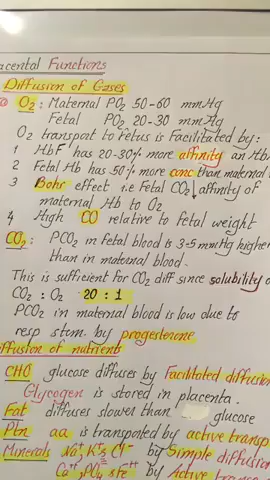 acental Functions
Diffusion of Gases
O₂ : Maternal PO₂ 50-60 mmHg
Fetal PO₂ 20-30 mmHg
O₂ transport to fetus is Facilitated by:
1 HbF has 20-30% more affinity an Hb
2 Fetal Hb has 50% more conc than maternal
3 Bohr effect i.e Fetal CO₂↓ affinity of
maternal Hb to O₂
4 High CO relative to fetal weight
CO₂ : PCO₂ in fetal blood is 3-5 mmHg higher
than in maternal blood.
This is sufficient for CO₂ diff since solubility o
CO₂ : O₂ 20 : 1
PCO₂ in maternal blood is low due to
resp stem. by progesterone
iffusion of nutrients
CHO glucose diffuses by Facilitated diffusion
Glycogen is stored in placenta.
Fat diffuses slower than glucose
Ptn aa is transported by active transp
Minerals Na⁺, K⁺ & Cl⁻ by Simple diffusion
Ca⁺⁺, PO₄ & Fe⁺⁺ by Active trans